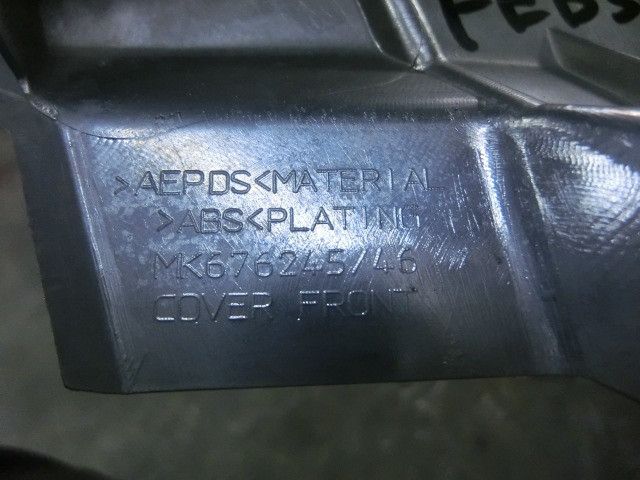 >AEPDS<MATERIAL
>ABS<PLATING
MK676245/46
COVER FRONT